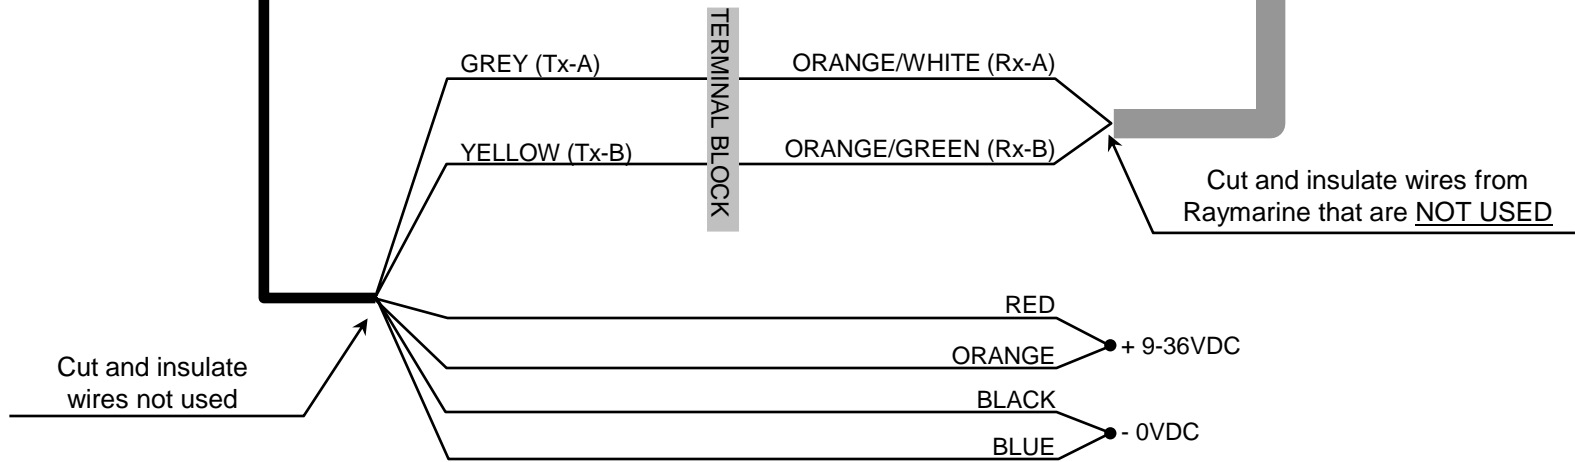 GREY (Tx-A)
TERMINAL BLOCK
ORANGE/WHITE (Rx-A)
YELLOW (Tx-B)
ORANGE/GREEN (Rx-B)
Cut and insulate wires from
Raymarine that are NOT USED
RED
+ 9-36VDC
ORANGE
Cut and insulate
wires not used
BLACK
- 0VDC
BLUE